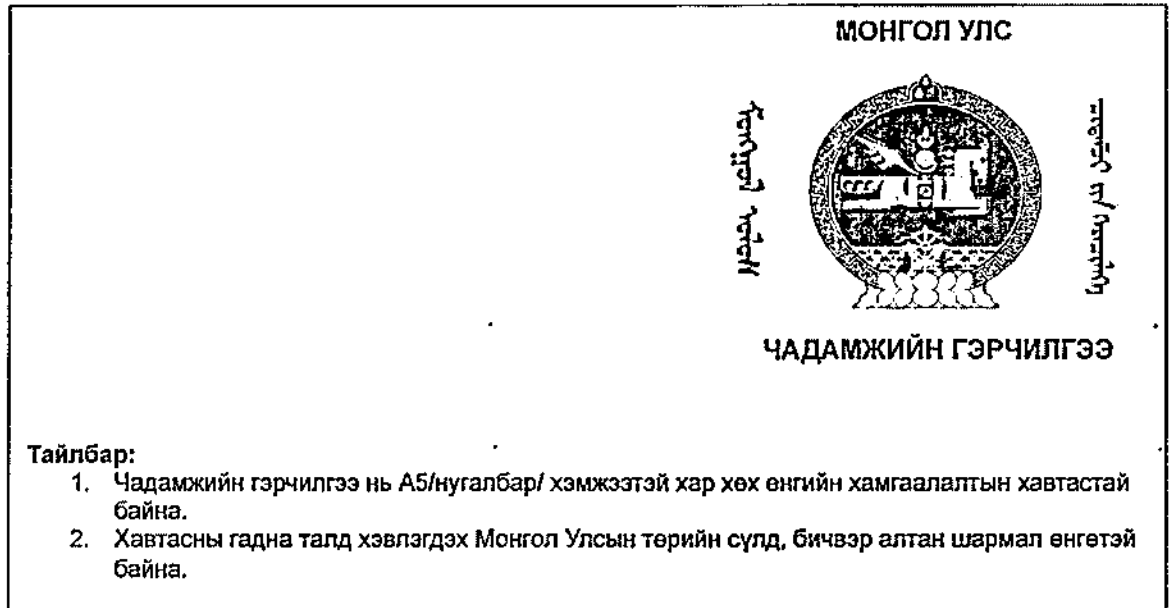 МОНГОЛ УЛС
ЧАДАМЖИЙН ГЭРЧИЛГЭЭ
Тайлбар:
1. Чадамжийн гэрчилгээ нь А5/нугалбар/ хэмжээтэй хар хөх өнгийн хамгаалалтын хавтастай
байна.
2. Хавтасны гадна талд хэвлэгдэх Монгол Улсын төрийн сүлд, бичвэр алтан шармал өнгөтэй
байна.